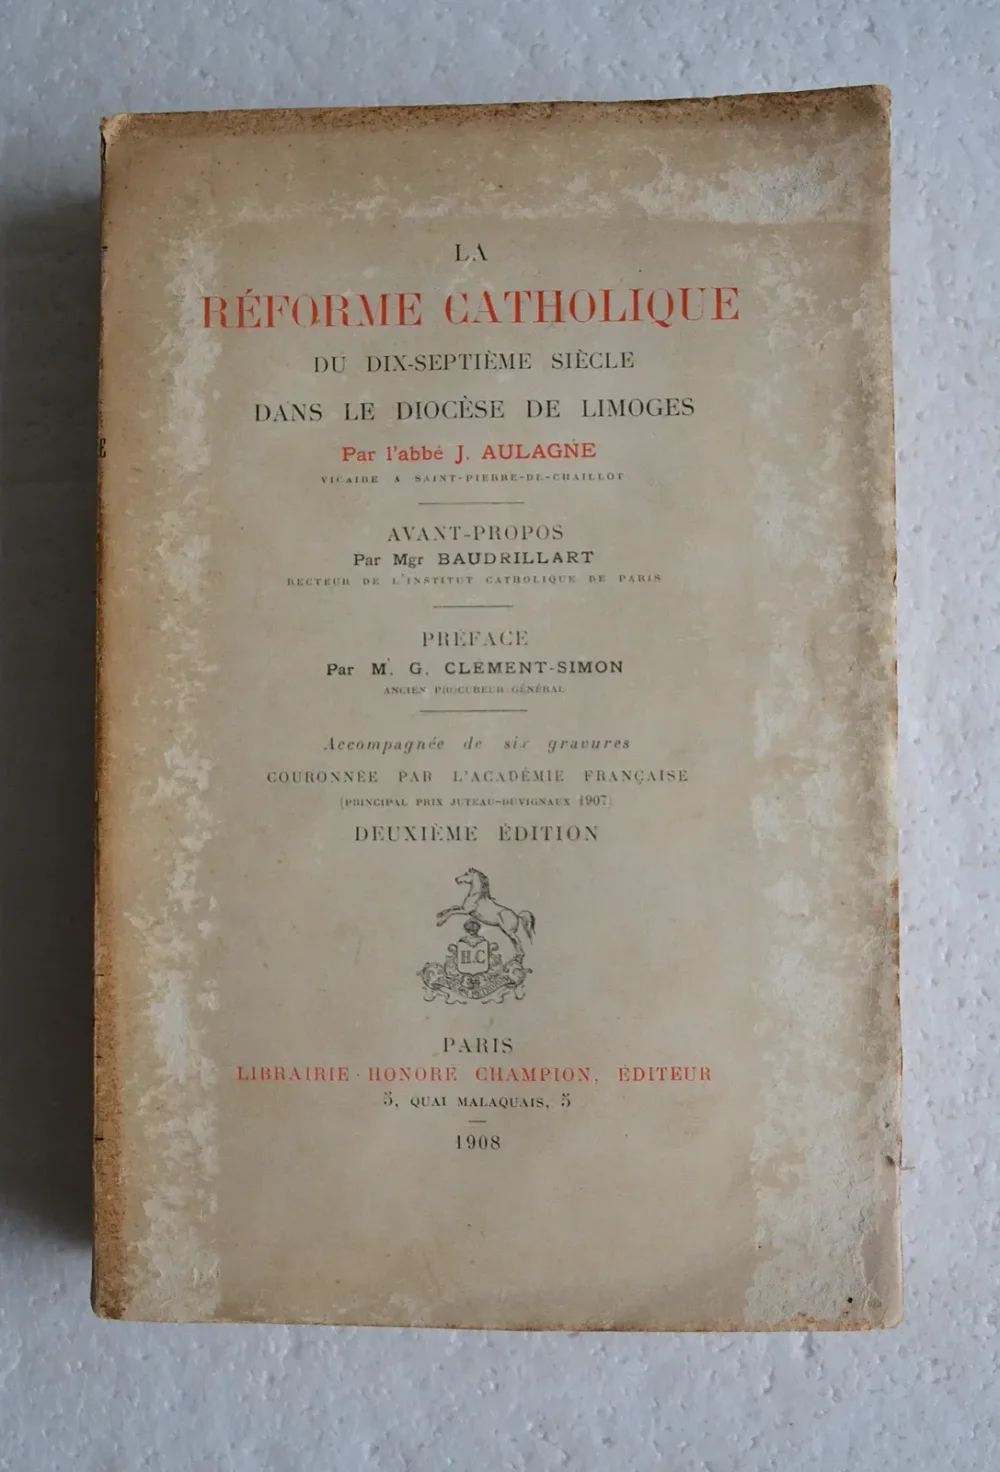 LA
RÉFORME CATHOLIQUE
DU DIX-SEPTIÈME SIÈCLE
DANS LE DIOCÈSE DE LIMOGES
Par l'abbé J. AULAGNE
VICAIRE A SAINT-PIERRE-DE-CHAILLOT
AVANT-PROPOS
Par Mgr BAUDRILLART
RECTEUR DE L'INSTITUT CATHOLIQUE DE PARIS
PRÉFACE
Par M. G. CLÉMENT-SIMON
ANCIEN PROCUREUR GÉNÉRAL
Accompagnée de six gravures
COURONNÉE PAR L'ACADÉMIE FRANÇAISE
(PRINCIPAL PRIX JUTEAU-DUVIGNAUX 1907)
DEUXIÈME ÉDITION
H.C
PARIS
LIBRAIRIE HONORÉ CHAMPION, ÉDITEUR
5, QUAI MALAQUAIS, 5
1908